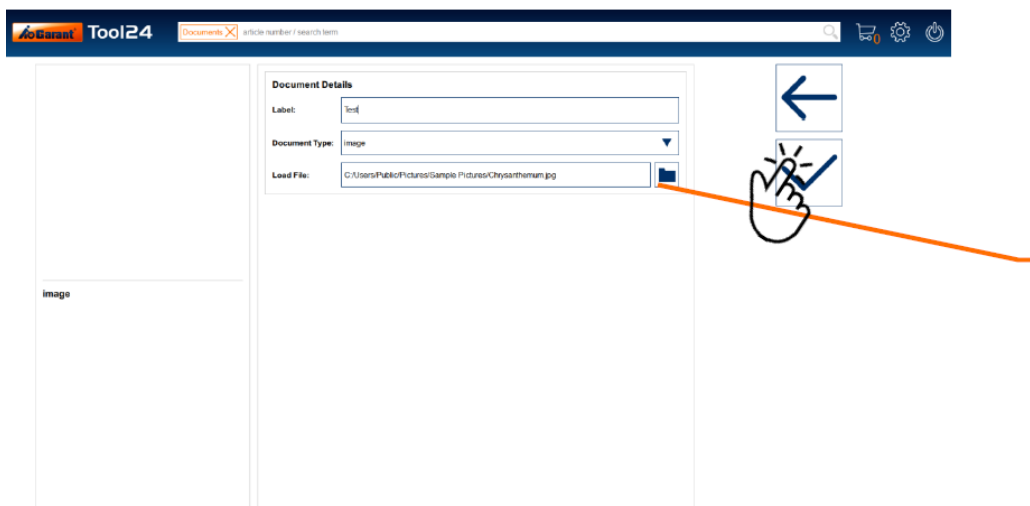 Garant Tool24
Documents
article number / search term
0
Document Details
Label:
Test
Document Type:
image
Load File:
C:/Users/Public/Pictures/Sample Pictures/Chrysanthemum.jpg
image